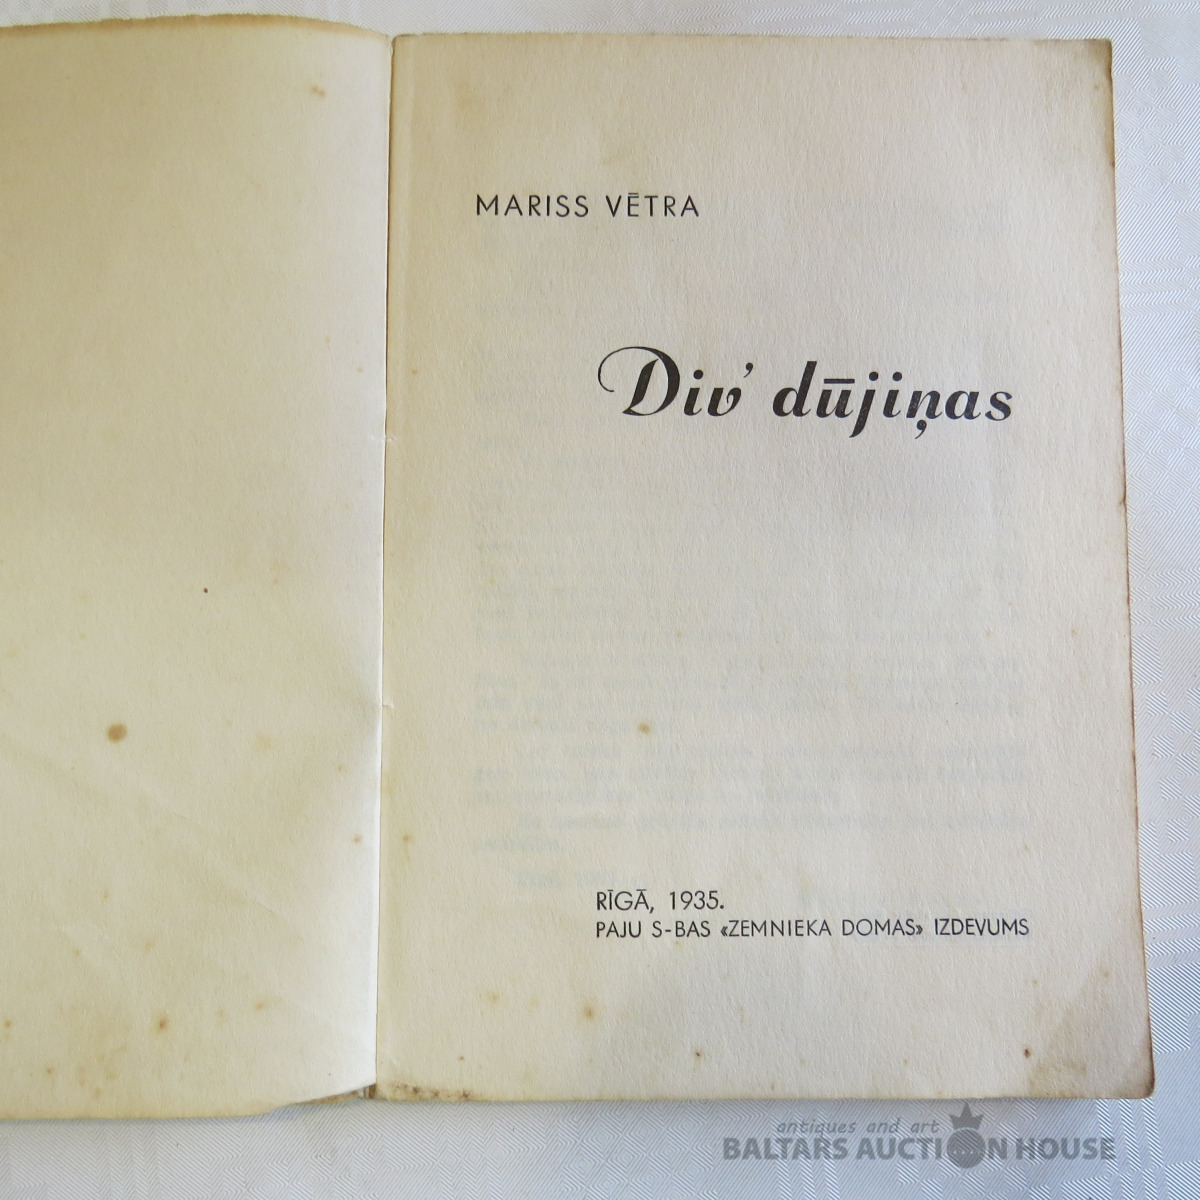 MARISS VĒTRA
Div' dūjiņas
RĪGĀ, 1935.
PAJU S-BAS «ZEMNIEKA DOMAS» IZDEVUMS
antiques and art
BALTARS AUCTION HOUSE